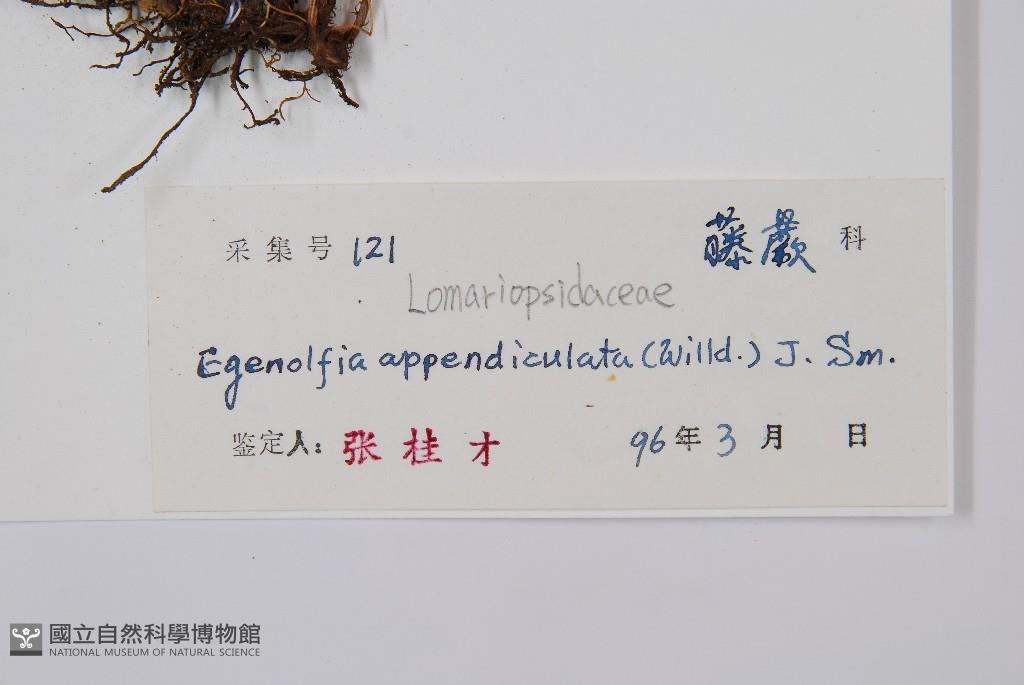 采集号 121 藤蕨 科
Lomariopsidaceae
Egenolfia appendiculata (Willd.) J. Sm.
鉴定人: 张桂才 96年3月 日
國立自然科學博物館
NATIONAL MUSEUM OF NATURAL SCIENCE